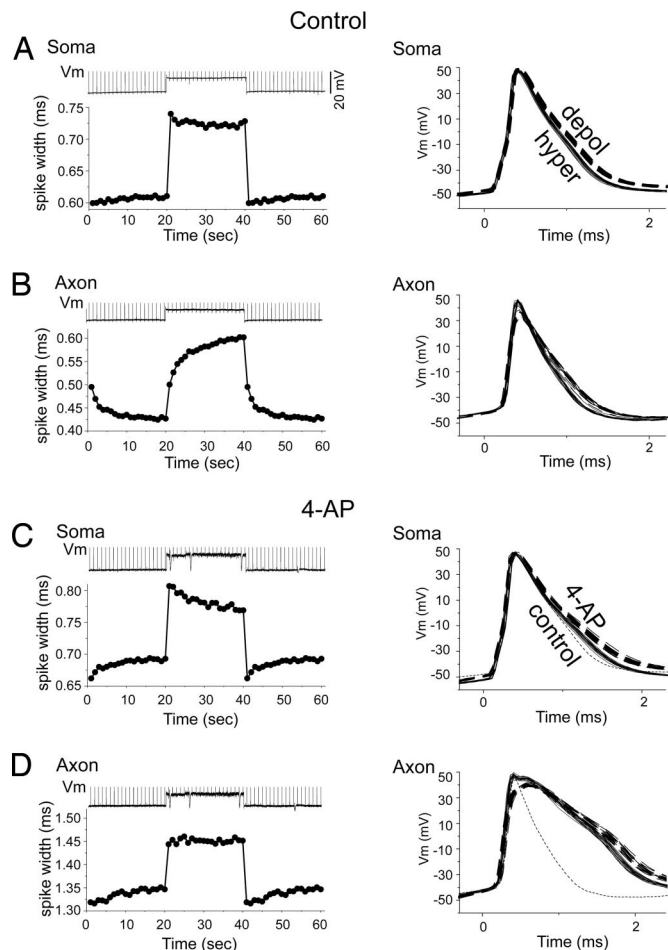 Control
A Soma
Vm
20 mV
spike width (ms)
0.75
0.70
0.65
0.60
0 10 20 30 40 50 60
Time (sec)
Soma
Vm (mV)
50
30
10
-10
-30
-50
depol
hyper
0 2
Time (ms)
B Axon
Vm
spike width (ms)
0.60
0.55
0.50
0.45
0.40
0 10 20 30 40 50 60
Time (sec)
Axon
Vm (mV)
50
30
10
-10
-30
-50
0 1 2
Time (ms)
4-AP
C Soma
Vm
spike width (ms)
0.80
0.75
0.70
0.65
0 10 20 30 40 50 60
Time (sec)
Soma
Vm (mV)
50
30
10
-10
-30
-50
4-AP
control
0 2
Time (ms)
D Axon
Vm
spike width (ms)
1.50
1.45
1.40
1.35
1.30
0 10 20 30 40 50 60
Time (sec)
Axon
Vm (mV)
50
30
10
-10
-30
-50
0 1 2
Time (ms)